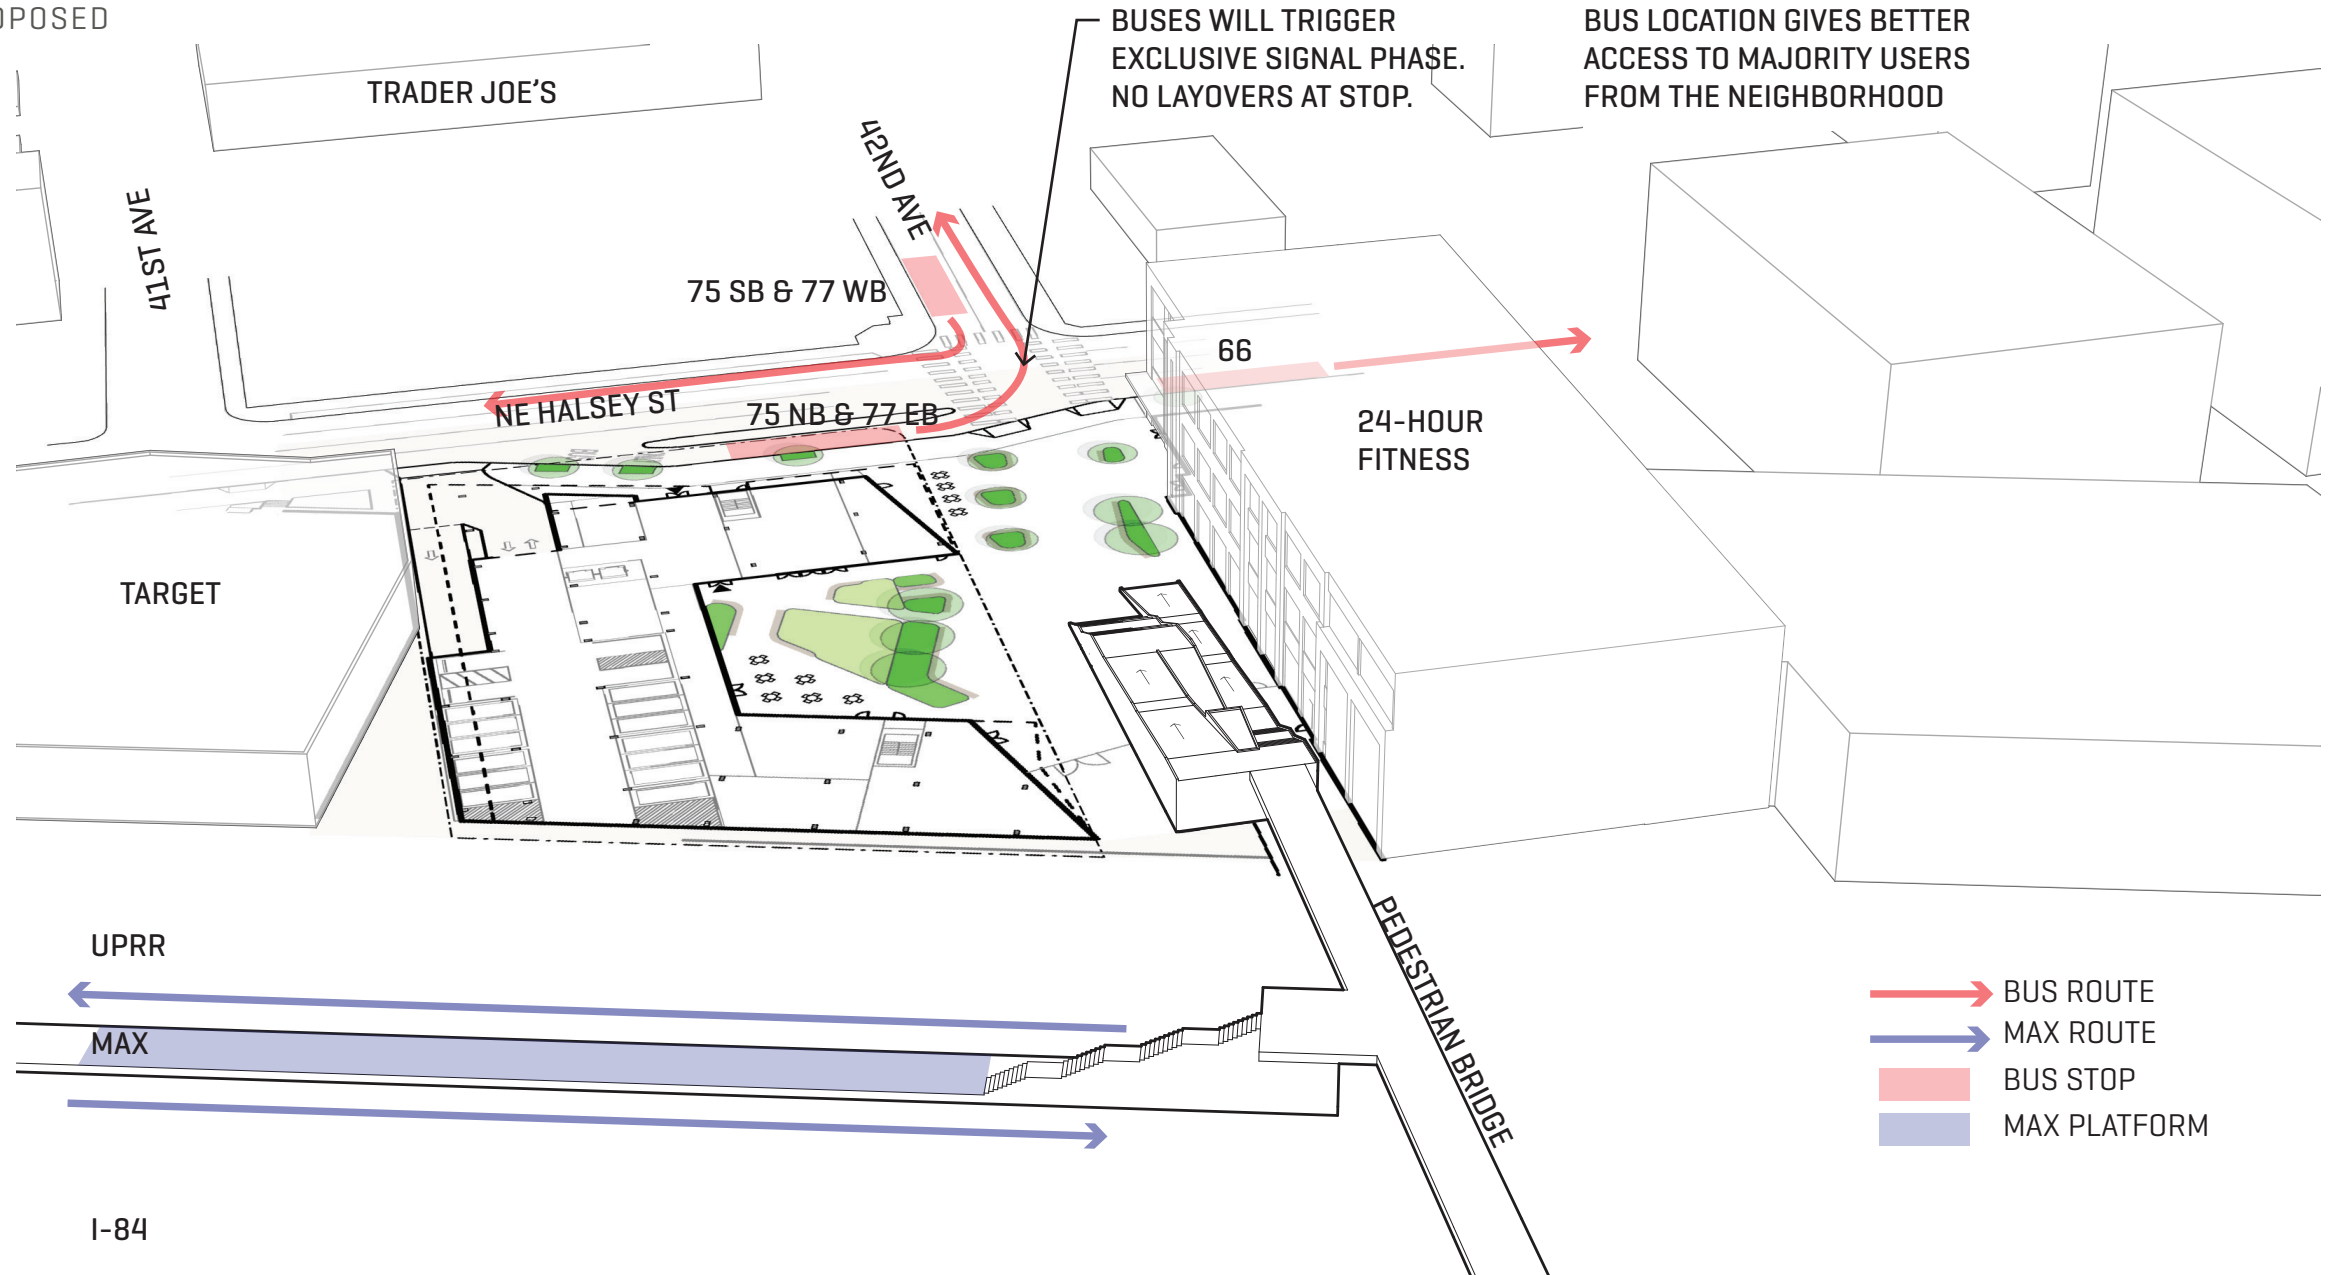 OPOSED
BUSES WILL TRIGGER
EXCLUSIVE SIGNAL PHASE.
NO LAYOVERS AT STOP.
BUS LOCATION GIVES BETTER
ACCESS TO MAJORITY USERS
FROM THE NEIGHBORHOOD
TRADER JOE'S
42ND AVE
41ST AVE
75 SB & 77 WB
66
NE HALSEY ST
75 NB & 77 EB
24-HOUR
FITNESS
TARGET
PEDESTRIAN BRIDGE
UPRR
MAX
I-84
BUS ROUTE
MAX ROUTE
BUS STOP
MAX PLATFORM